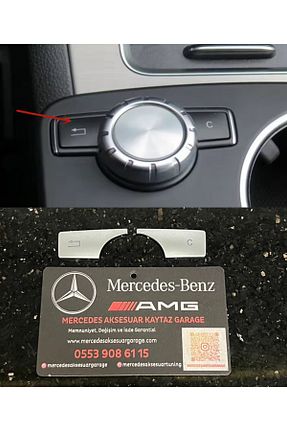 C
C
Mercedes-Benz
AMG
MERCEDES AKSESUAR KAYTAZ GARAGE
Memnuniyet, Değişim ve İade Garantisi
www.mercedesaksesuargarage.com
0553 908 61 15
mercedesaksesuargarage
mercedesaksesuartuning